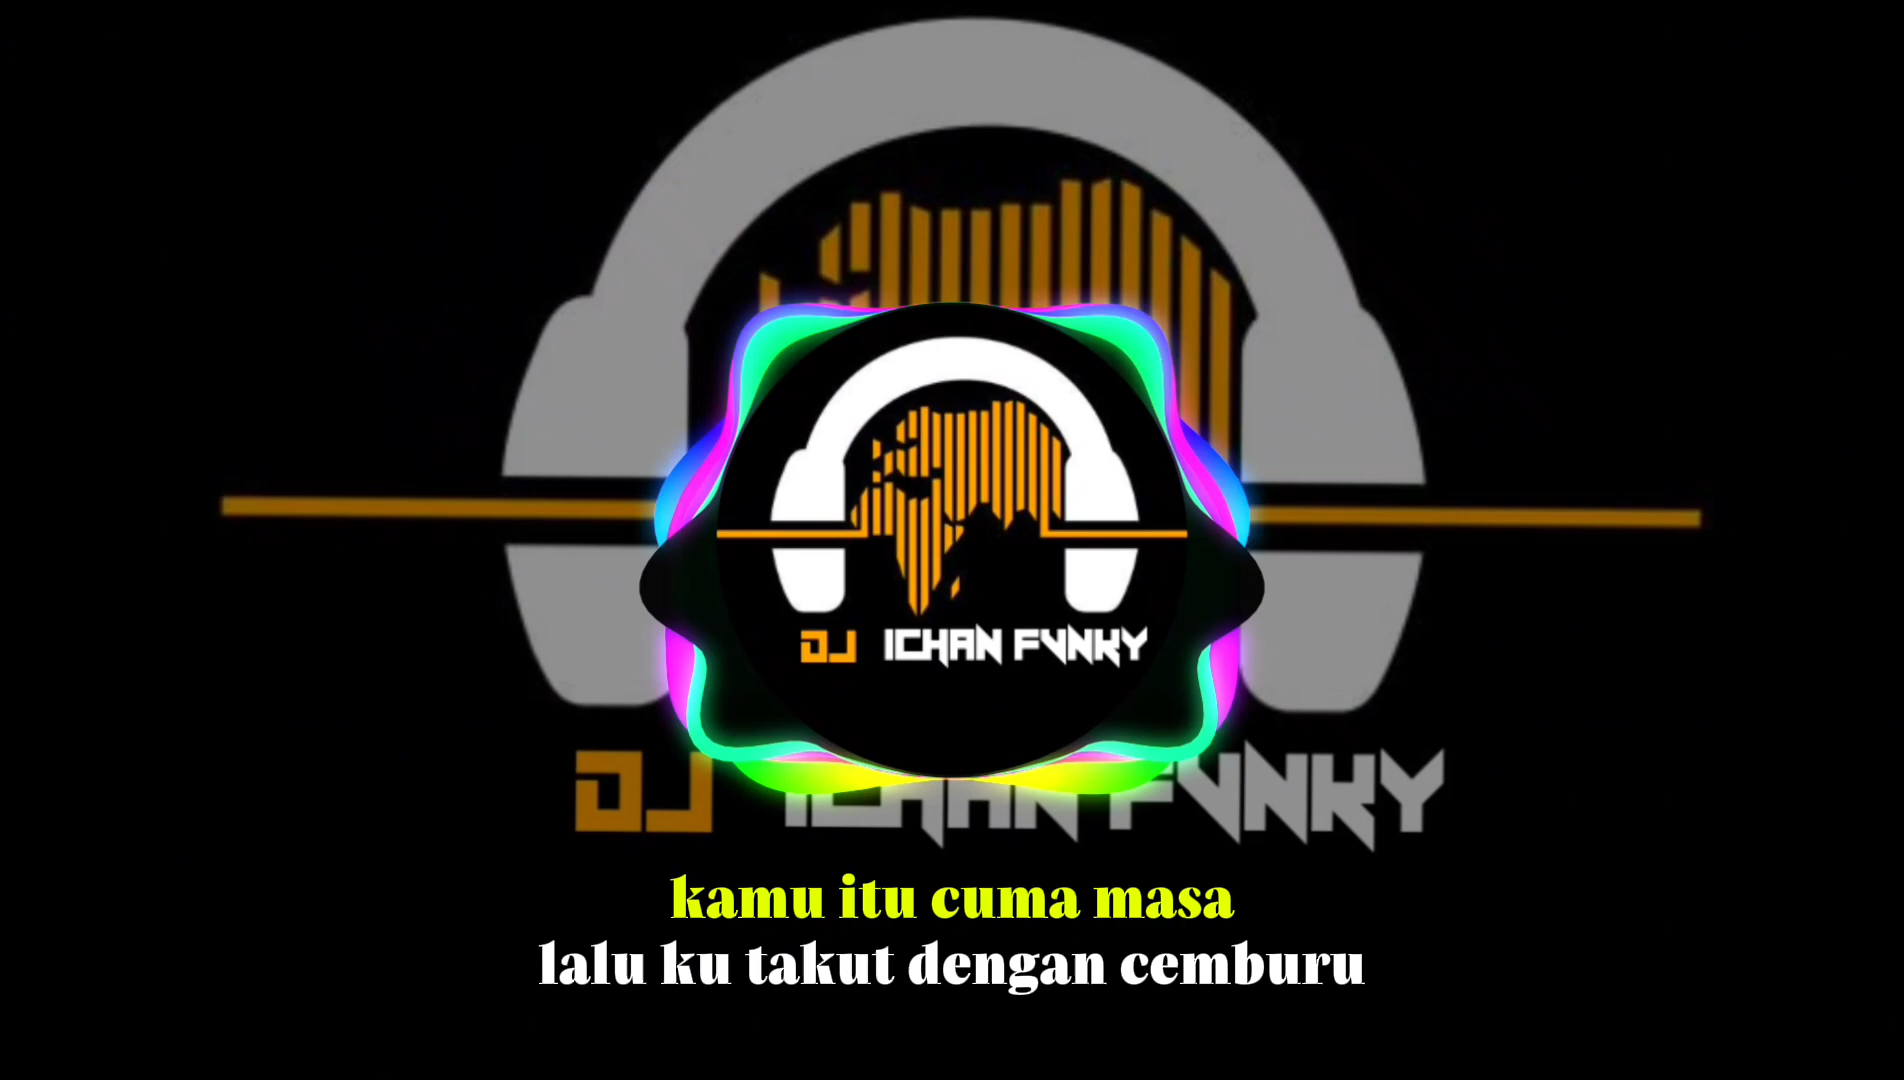 DJ ICHAN FVNKY
DJ ICHAN FVNKY
kamu itu cuma masa
lalu ku takut dengan cemburu